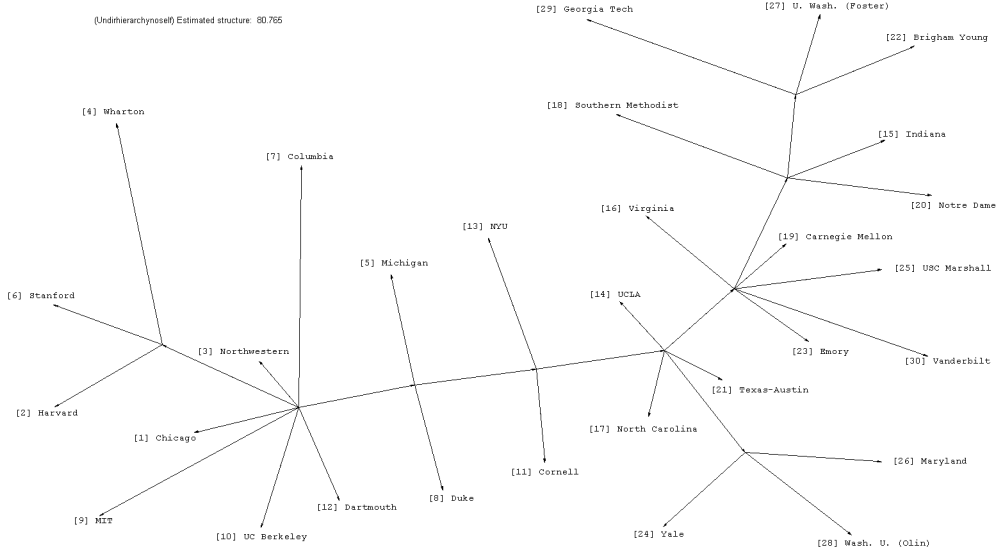 [29] Georgia Tech
[27] U. Wash. (Foster)
(Undirhierarchynoself) Estimated structure: 80.765
[22] Brigham Young
[18] Southern Methodist
[4] Wharton
[15] Indiana
[7] Columbia
[20] Notre Dame
[16] Virginia
[13] NYU
[19] Carnegie Mellon
[5] Michigan
[25] USC Marshall
[6] Stanford
[14] UCLA
[3] Northwestern
[23] Emory
[30] Vanderbilt
[21] Texas-Austin
[2] Harvard
[17] North Carolina
[1] Chicago
[26] Maryland
[11] Cornell
[8] Duke
[12] Dartmouth
[9] MIT
[10] UC Berkeley
[24] Yale
[28] Wash. U. (Olin)